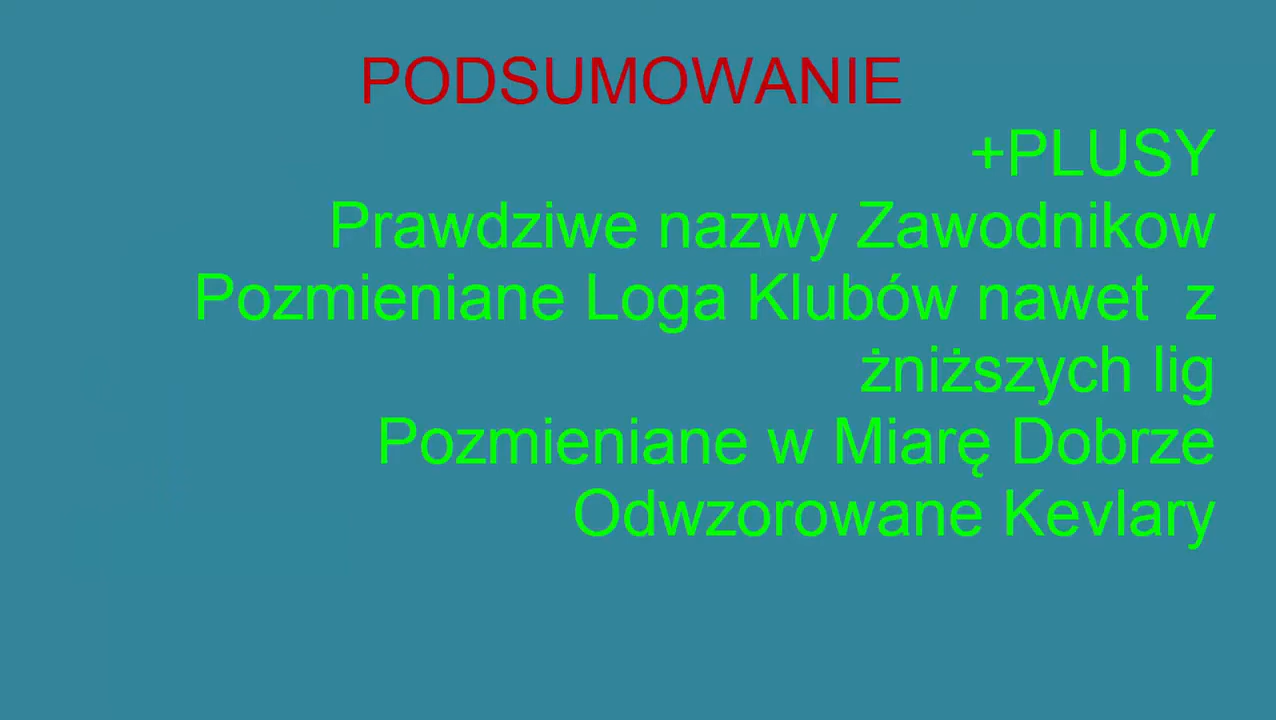 PODSUMOWANIE
+PLUSY
Prawdziwe nazwy Zawodnikow
Pozmieniane Loga Klubów nawet  z
żniższych lig
Pozmieniane w Miarę Dobrze
Odwzorowane Kevlary